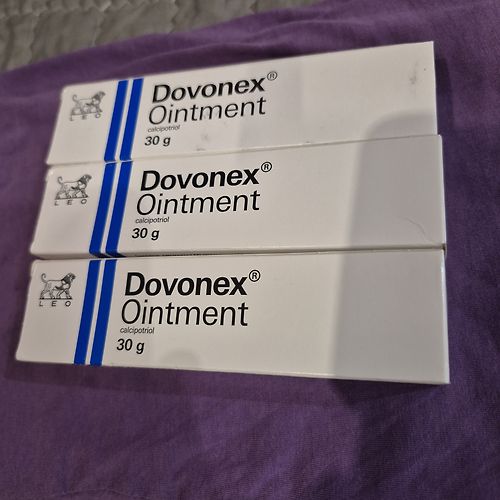 Dovonex®
Ointment
calcipotriol
30 g
LEO
Dovonex®
Ointment
calcipotriol
30 g
LEO
Dovonex®
Ointment
calcipotriol
30 g
LEO